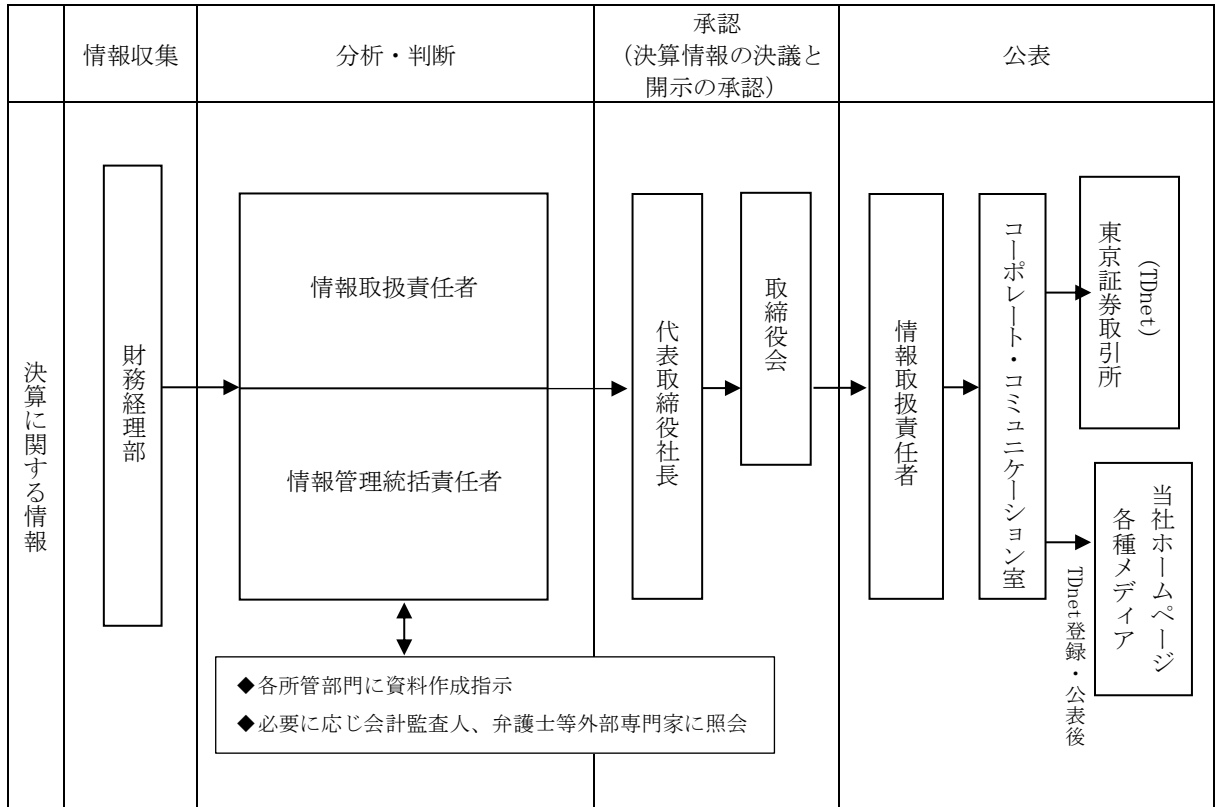 情報収集
分析・判断
承認
（決算情報の決議と
開示の承認）
公表
決算に関する情報
財務経理部
情報取扱責任者
情報管理統括責任者
◆各所管部門に資料作成指示
◆必要に応じ会計監査人、弁護士等外部専門家に照会
代表取締役社長
取締役会
情報取扱責任者
コーポレート・コミュニケーション室
(TDnet)
東京証券取引所
TDnet登録・公表後
当社ホームページ
各種メディア